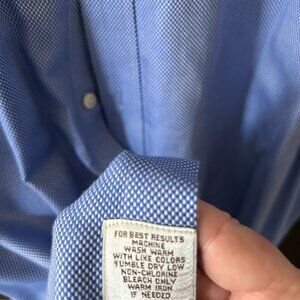 FOR BEST RESULTS
MACHINE
WASH WARM
WITH LIKE COLORS
TUMBLE DRY LOW
NON-CHLORINE
BLEACH ONLY
WARM IRON
IF NEEDED